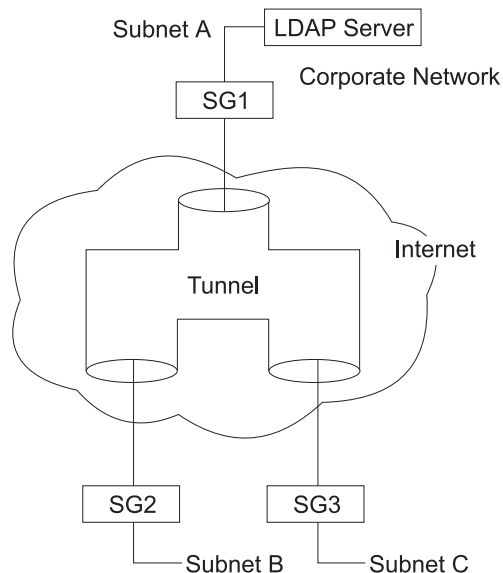 Subnet A
LDAP Server
Corporate Network
SG1
Internet
Tunnel
SG2
SG3
Subnet B
Subnet C